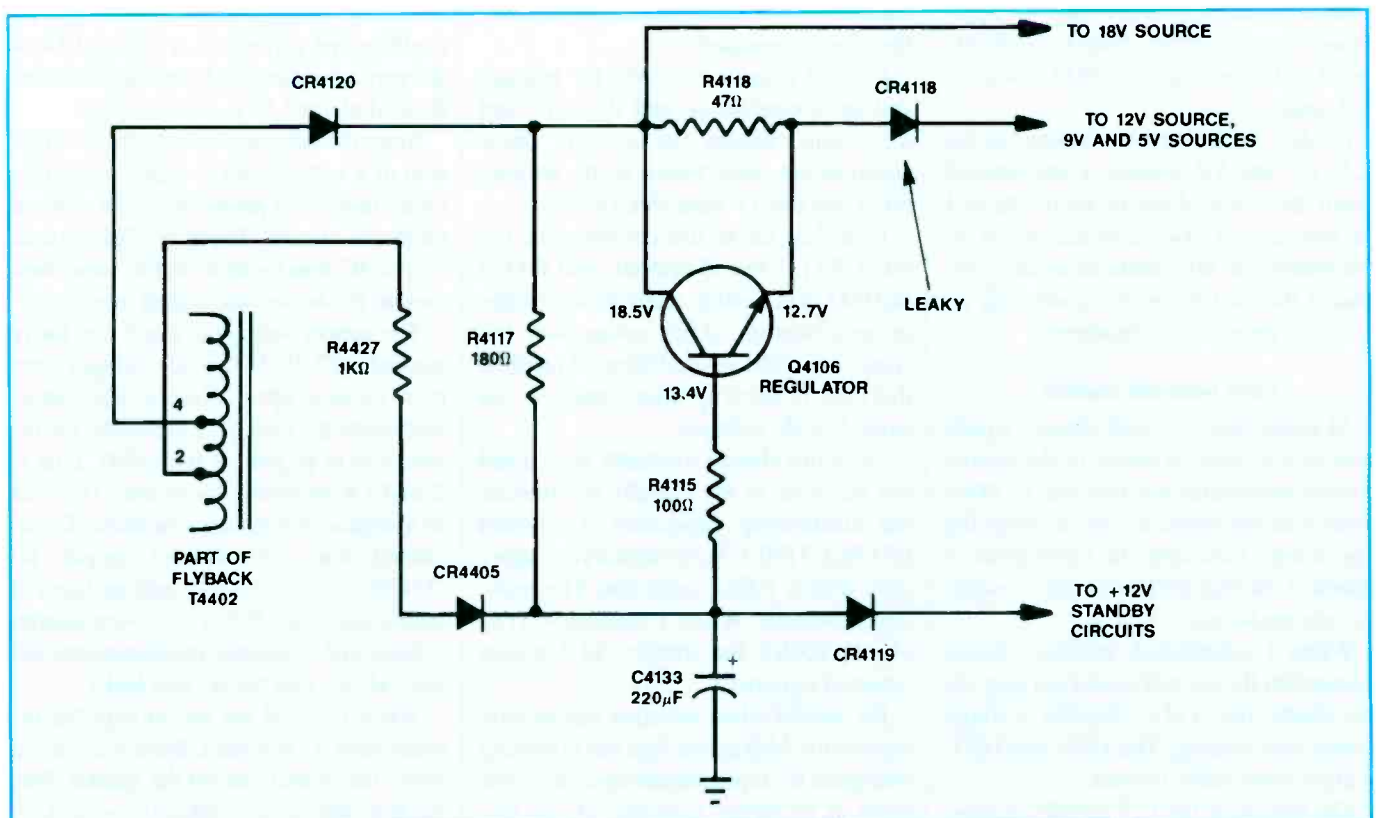 TO 18V SOURCE
CR4120
R4118
47Ω
CR4118
TO 12V SOURCE,
9V AND 5V SOURCES
LEAKY
18.5V
12.7V
R4427
1KΩ
R4117
180Ω
Q4106
REGULATOR
13.4V
4
2
R4115
100Ω
PART OF
FLYBACK
T4402
CR4405
TO +12V
STANDBY
CIRCUITS
CR4119
+
C4133
220µF